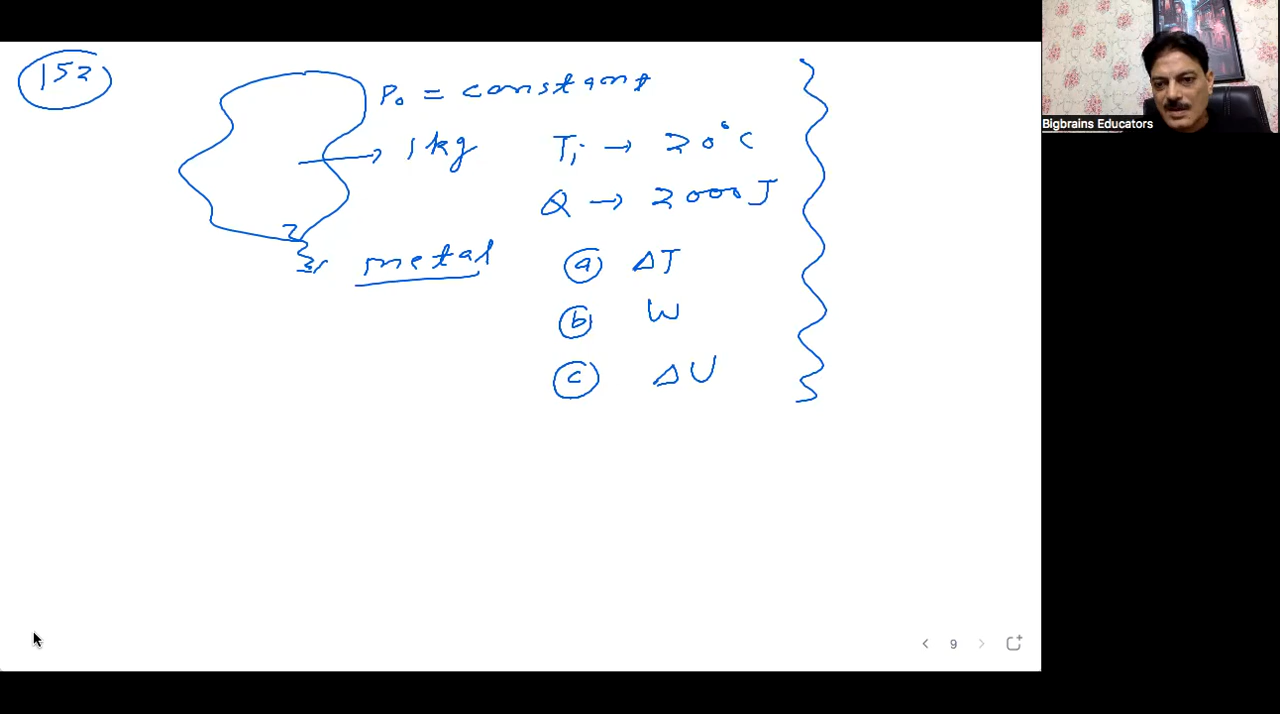 152
P₀ = constant
1 kg
Tᵢ → 20°C
Q → 2000 J
metal
a ΔT
b W
c ΔU
Bigbrains Educators
9